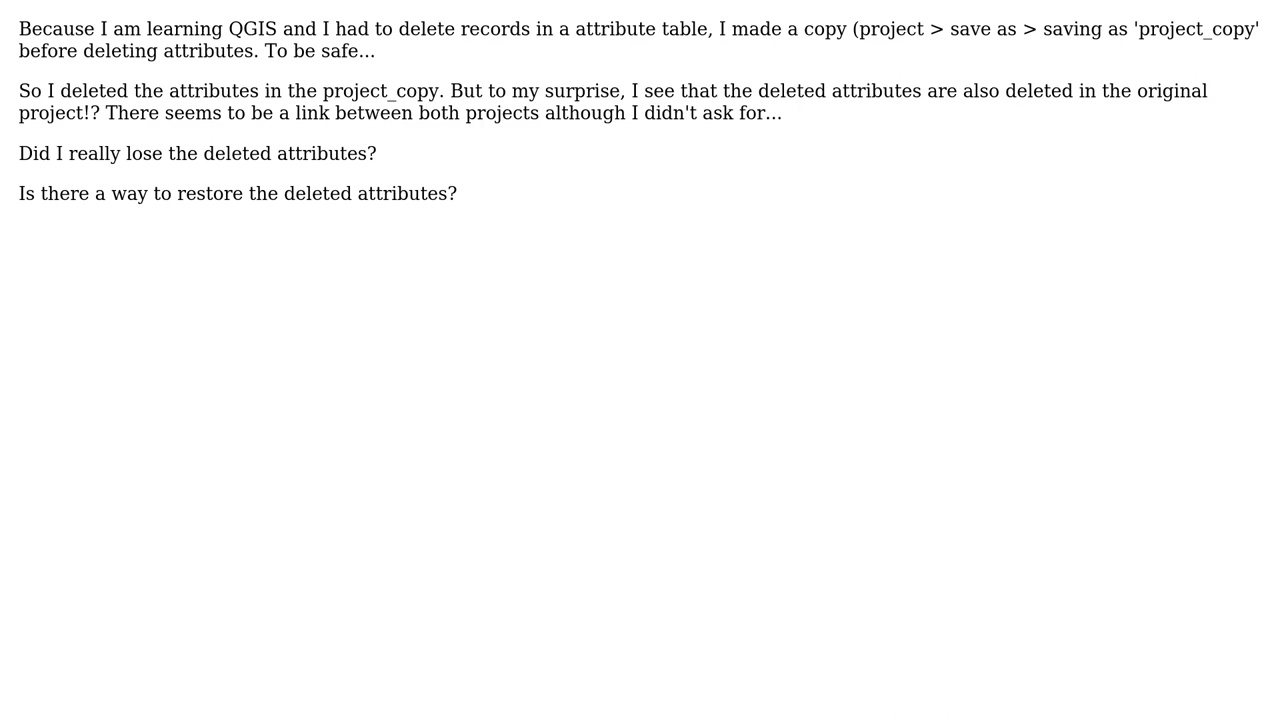 Because I am learning QGIS and I had to delete records in a attribute table, I made a copy (project > save as > saving as 'project_copy'
before deleting attributes. To be safe...
So I deleted the attributes in the project_copy. But to my surprise, I see that the deleted attributes are also deleted in the original
project!? There seems to be a link between both projects although I didn't ask for...
Did I really lose the deleted attributes?
Is there a way to restore the deleted attributes?